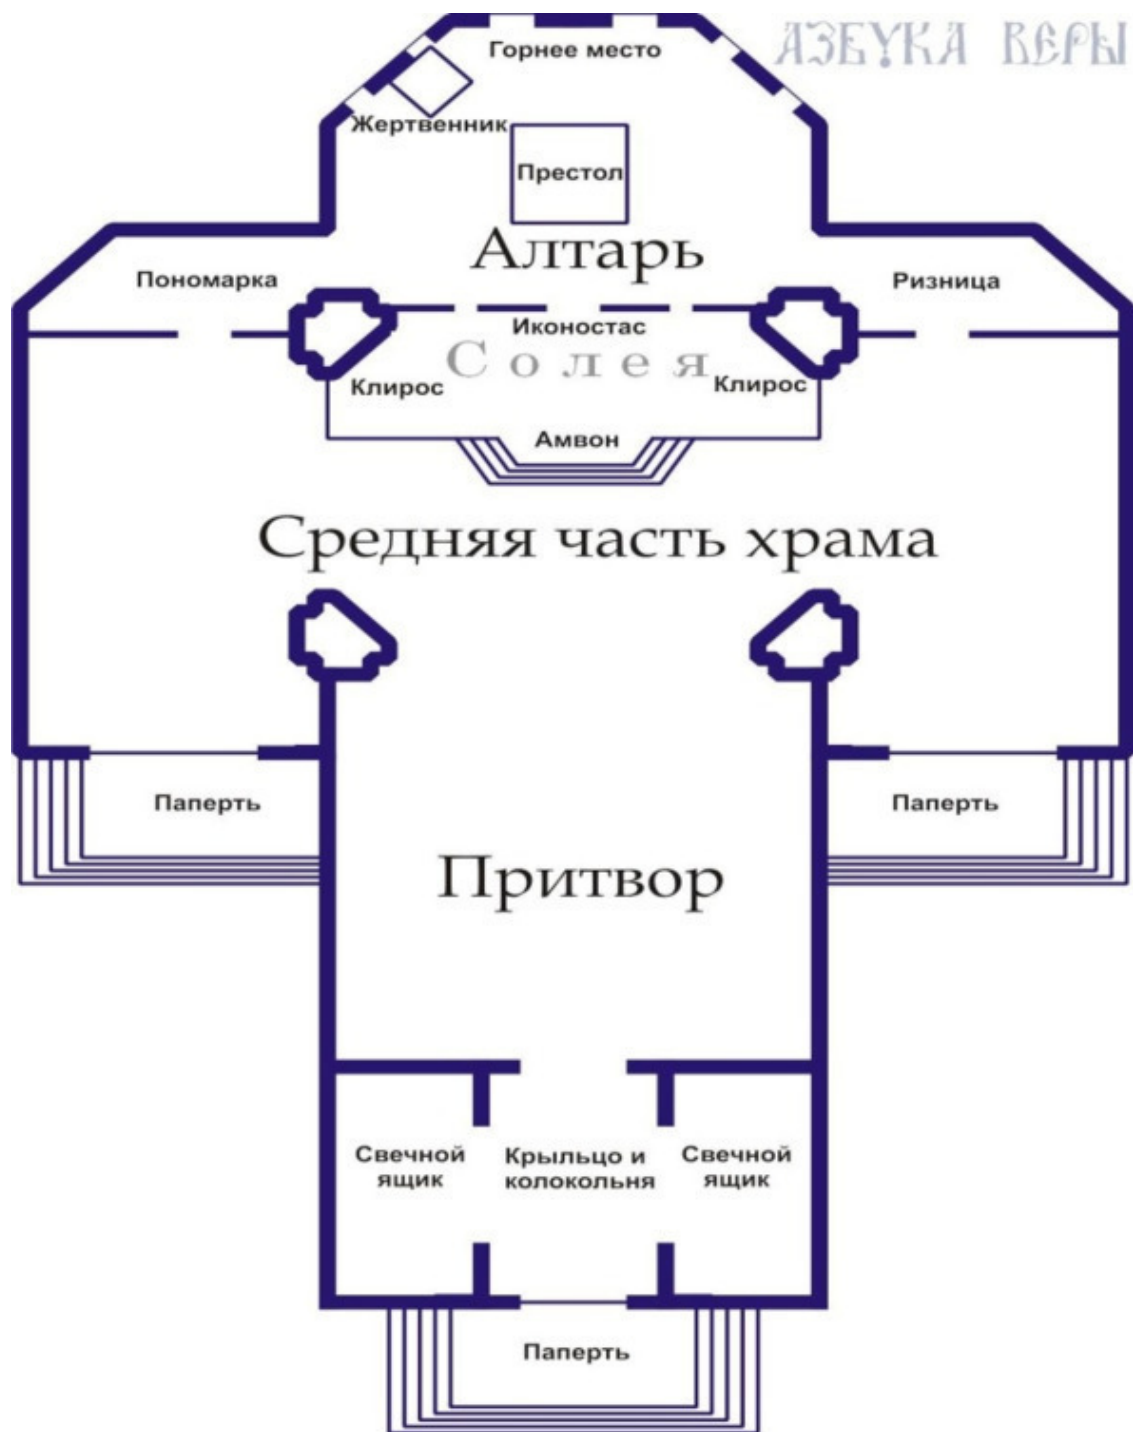 АЗБУКА ВЕРЫ
Горнее место
Жертвенник
Престол
Алтарь
Пономарка
Ризница
Иконостас
Солея
Клирос
Клирос
Амвон
Средняя часть храма
Паперть
Паперть
Притвор
Свечной
ящик
Крыльцо и
колокольня
Свечной
ящик
Паперть